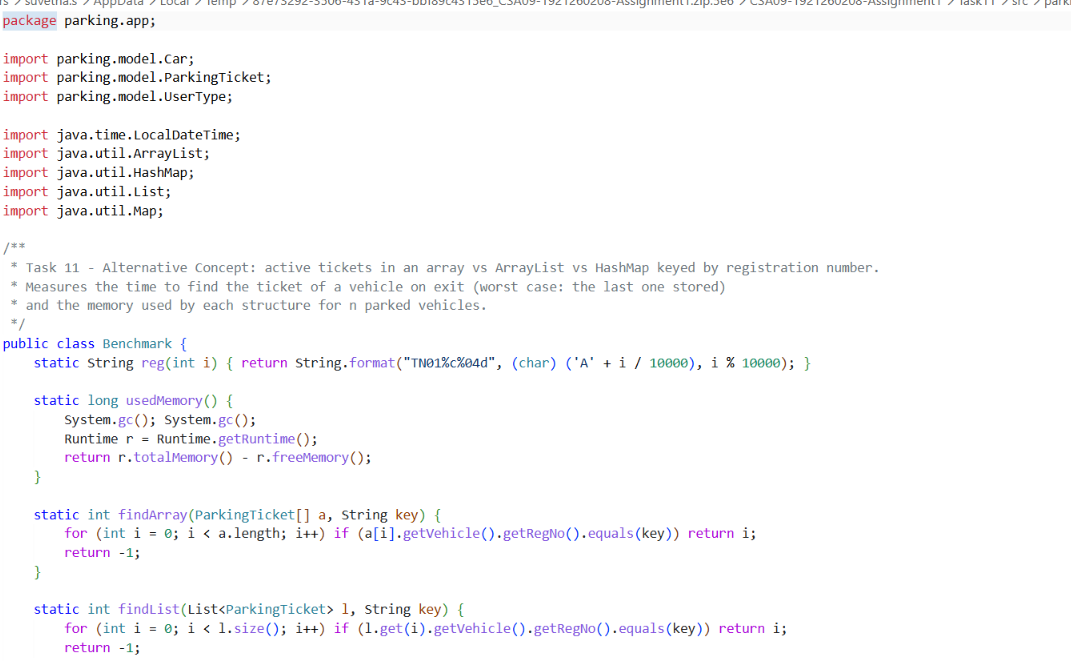 suvetha.s > AppData > Local > Temp > > Task11 > src >
package parking.app;
import parking.model.Car;
import parking.model.ParkingTicket;
import parking.model.UserType;
import java.time.LocalDateTime;
import java.util.ArrayList;
import java.util.HashMap;
import java.util.List;
import java.util.Map;
/**
 * Task 11 - Alternative Concept: active tickets in an array vs ArrayList vs HashMap keyed by registration number.
 * Measures the time to find the ticket of a vehicle on exit (worst case: the last one stored)
 * and the memory used by each structure for n parked vehicles.
 */
public class Benchmark {
    static String reg(int i) { return String.format("TN01%c%04d", (char) ('A' + i / 10000), i % 10000); }
    static long usedMemory() {
        System.gc(); System.gc();
        Runtime r = Runtime.getRuntime();
        return r.totalMemory() - r.freeMemory();
    }
    static int findArray(ParkingTicket[] a, String key) {
        for (int i = 0; i < a.length; i++) if (a[i].getVehicle().getRegNo().equals(key)) return i;
        return -1;
    }
    static int findList(List<ParkingTicket> l, String key) {
        for (int i = 0; i < l.size(); i++) if (l.get(i).getVehicle().getRegNo().equals(key)) return i;
        return -1;